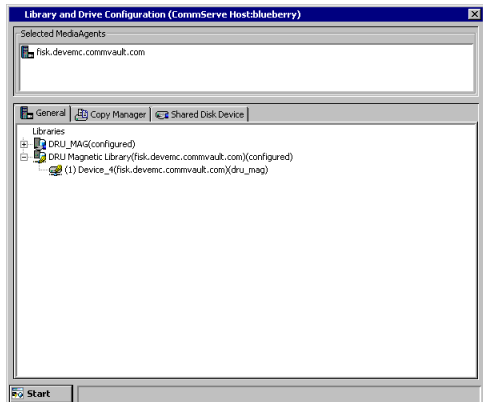 Library and Drive Configuration (CommServe Host:blueberry)
Selected MediaAgents
fisk.devemc.commvault.com
General Copy Manager Shared Disk Device
Libraries
DRU_MAG(configured)
DRU Magnetic Library(fisk.devemc.commvault.com)(configured)
(1) Device_4(fisk.devemc.commvault.com)(dru_mag)
Start